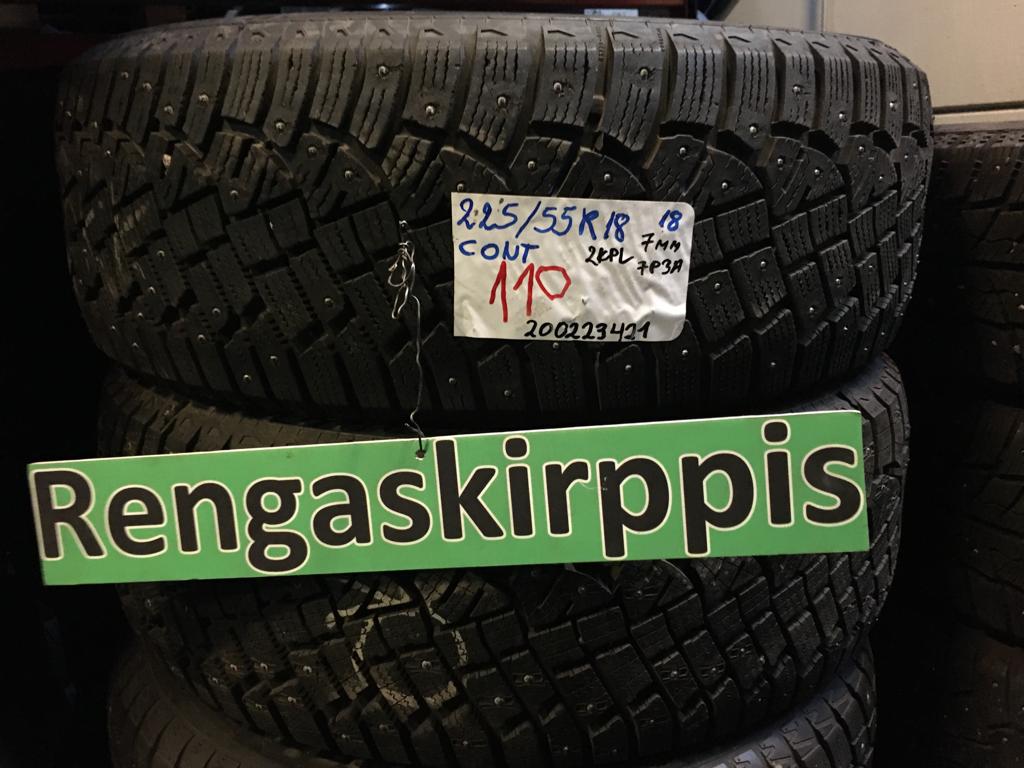 225/55R18 18
CONT 2KPL 7MM
7P3A
110
200223421
Rengaskirppis